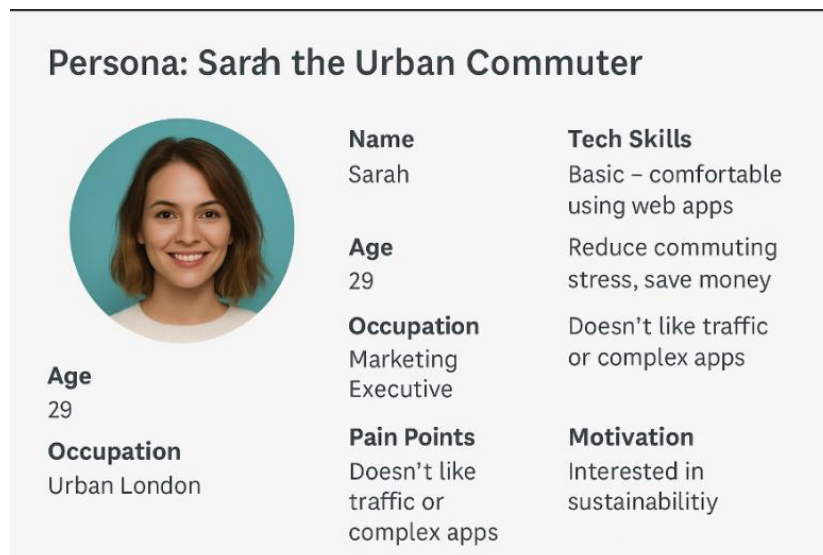 Persona: Sarah the Urban Commuter
Name
Sarah
Age
29
Occupation
Marketing
Executive
Pain Points
Doesn't like
traffic or
complex apps
Tech Skills
Basic – comfortable
using web apps
Reduce commuting
stress, save money
Doesn't like traffic
or complex apps
Motivation
Interested in
sustainabilitiy
Age
29
Occupation
Urban London